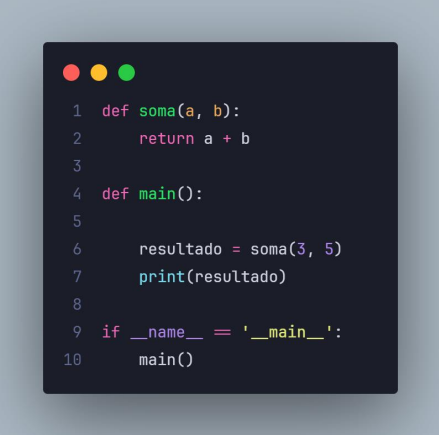 1 def soma(a, b):
2     return a + b
3
4 def main():
5
6     resultado = soma(3, 5)
7     print(resultado)
8
9 if __name__ == '__main__':
10     main()